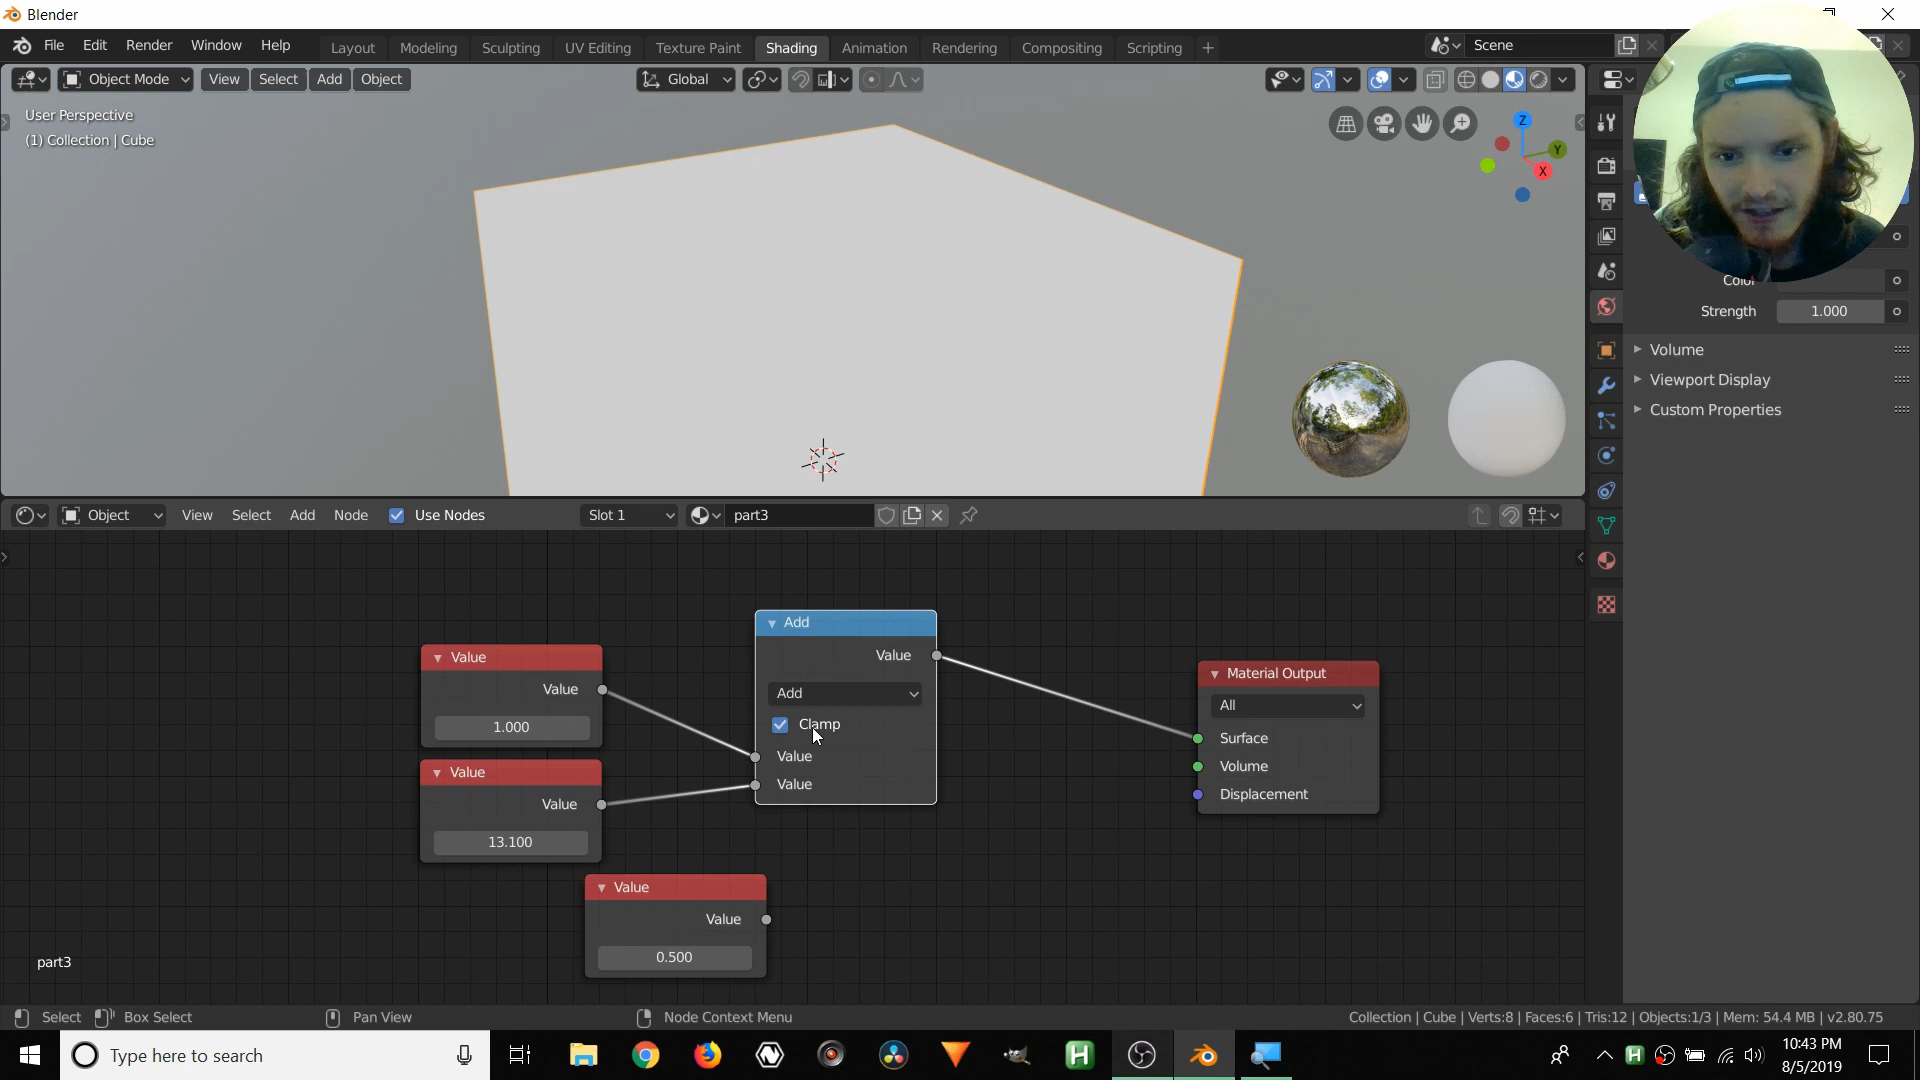 Blender
File Edit Render Window Help Layout Modeling Sculpting UV Editing Texture Paint Shading Animation Rendering Compositing Scripting + Scene
Object Mode View Select Add Object Global
User Perspective
(1) Collection | Cube
Z
Y
X
Color
Strength 1.000
Volume
Viewport Display
Custom Properties
Object View Select Add Node Use Nodes Slot 1 part3
Add
Value
Add
Clamp
Value
Value
Value
Value
1.000
Value
Value
13.100
Value
Value
0.500
Material Output
All
Surface
Volume
Displacement
part3
Select Box Select Pan View Node Context Menu Collection | Cube | Verts:8 | Faces:6 | Tris:12 | Objects:1/3 | Mem: 54.4 MB | v2.80.75
Type here to search
10:43 PM
8/5/2019